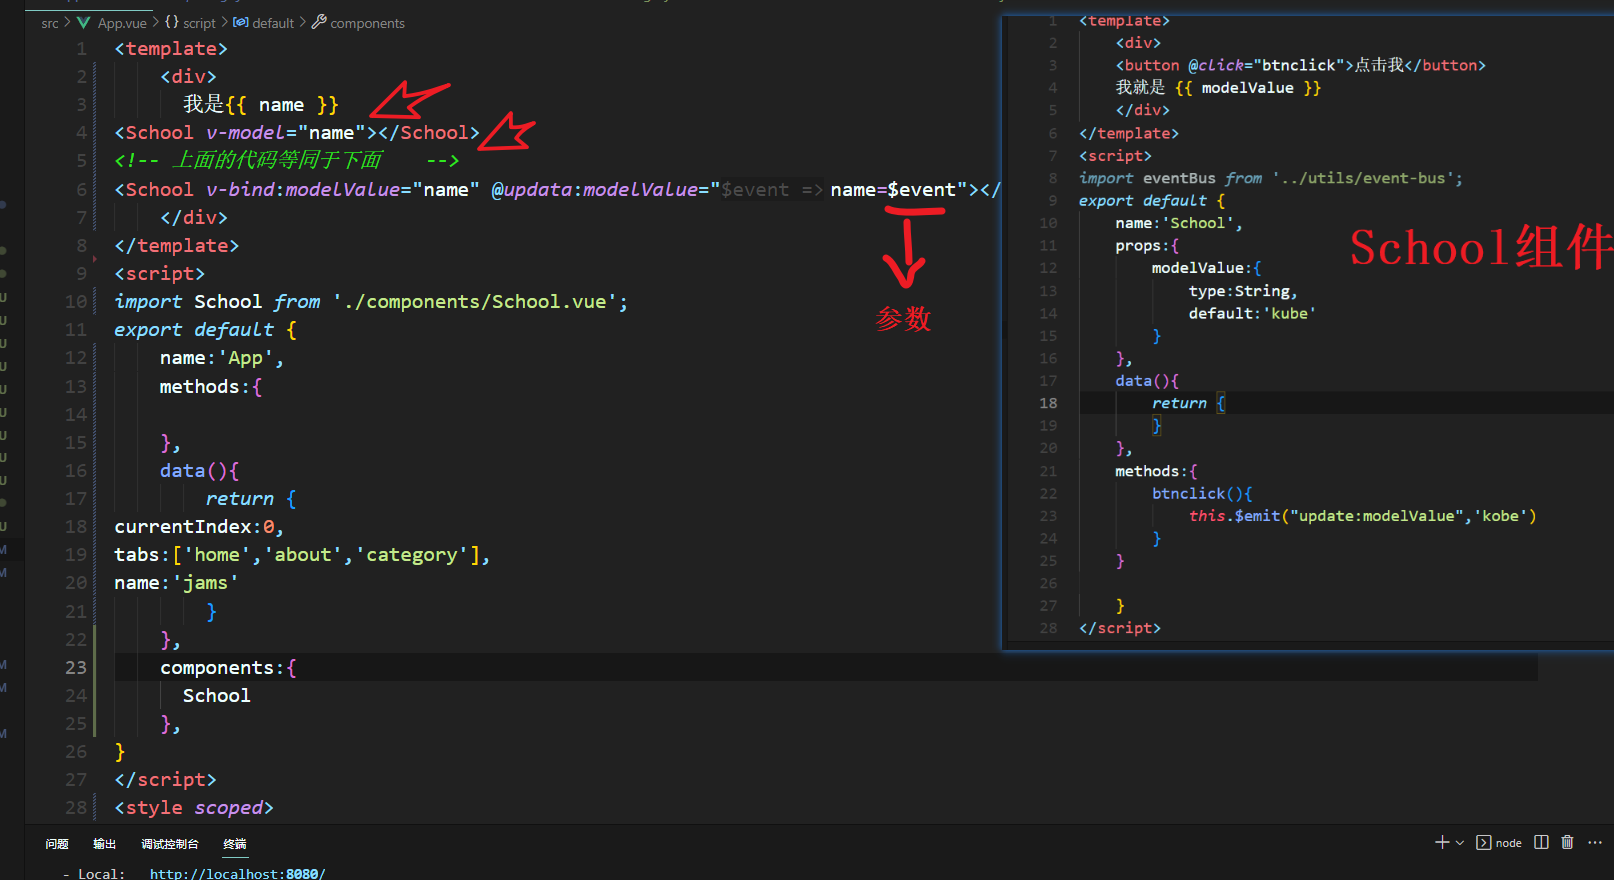 src > App.vue > {} script > default > components
1 <template>
2 <div>
3 我是{{ name }}
4 <School v-model="name"></School>
5 <!-- 上面的代码等同于下面 -->
6 <School v-bind:modelValue="name" @updata:modelValue="$event => name=$event"></
7 </div>
8 </template>
9 <script>
10 import School from './components/School.vue';
11 export default {
12 name:'App',
13 methods:{
14
15 },
16 data(){
17 return {
18 currentIndex:0,
19 tabs:['home','about','category'],
20 name:'jams'
21 }
22 },
23 components:{
24 School
25 },
26 }
27 </script>
28 <style scoped>
参数
1 <template>
2 <div>
3 <button @click="btnclick">点击我</button>
4 我就是 {{ modelValue }}
5 </div>
6 </template>
7 <script>
8 import eventBus from '../utils/event-bus';
9 export default {
10 name:'School',
11 props:{
12 modelValue:{
13 type:String,
14 default:'kube'
15 }
16 },
17 data(){
18 return {
19 }
20 },
21 methods:{
22 btnclick(){
23 this.$emit("update:modelValue",'kobe')
24 }
25 }
26
27 }
28 </script>
School组件
问题 输出 调试控制台 终端
node
- Local: http://localhost:8080/